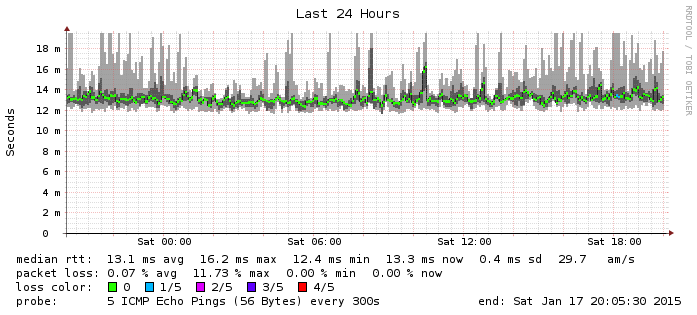 Last 24 Hours
RRDTOOL / TOBI OETIKER
Seconds
18 m
16 m
14 m
12 m
10 m
8 m
6 m
4 m
2 m
0
Sat 00:00 Sat 06:00 Sat 12:00 Sat 18:00
median rtt: 13.1 ms avg 16.2 ms max 12.4 ms min 13.3 ms now 0.4 ms sd 29.7 am/s
packet loss: 0.07 % avg 11.73 % max 0.00 % min 0.00 % now
loss color: 0 1/5 2/5 3/5 4/5
probe: 5 ICMP Echo Pings (56 Bytes) every 300s end: Sat Jan 17 20:05:30 2015